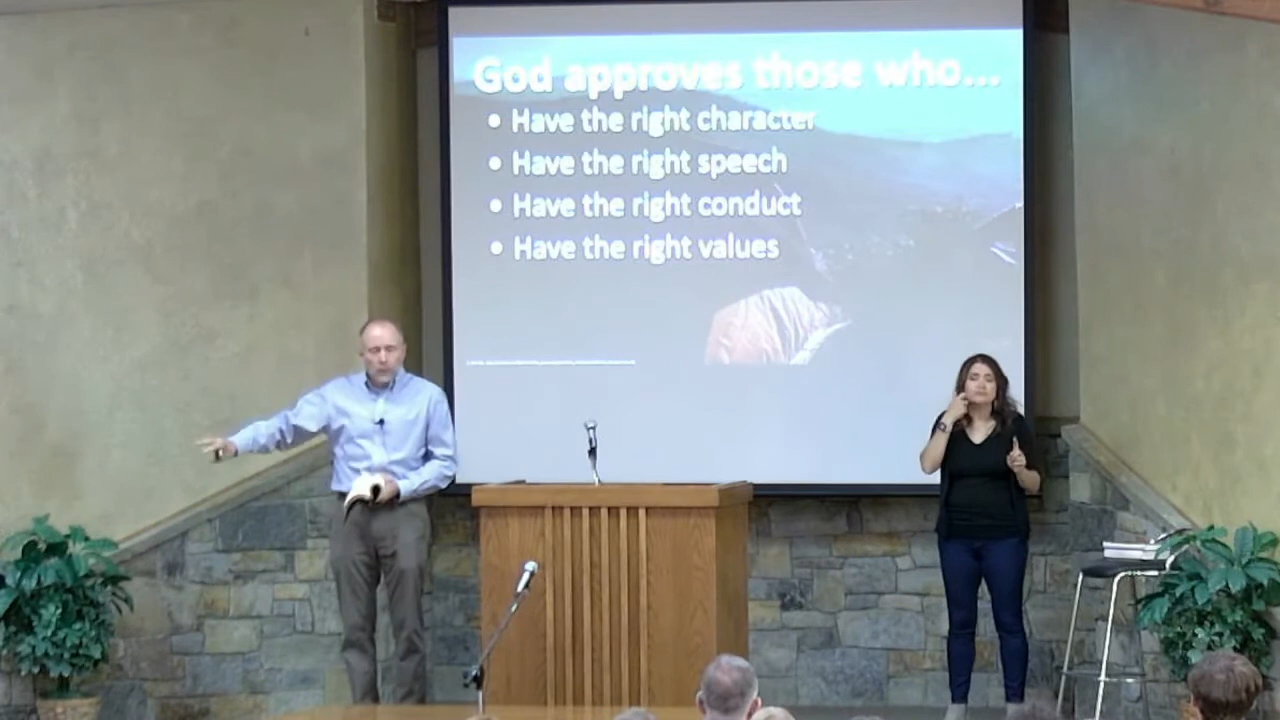 God approves those who...
• Have the right character
• Have the right speech
• Have the right conduct
• Have the right values